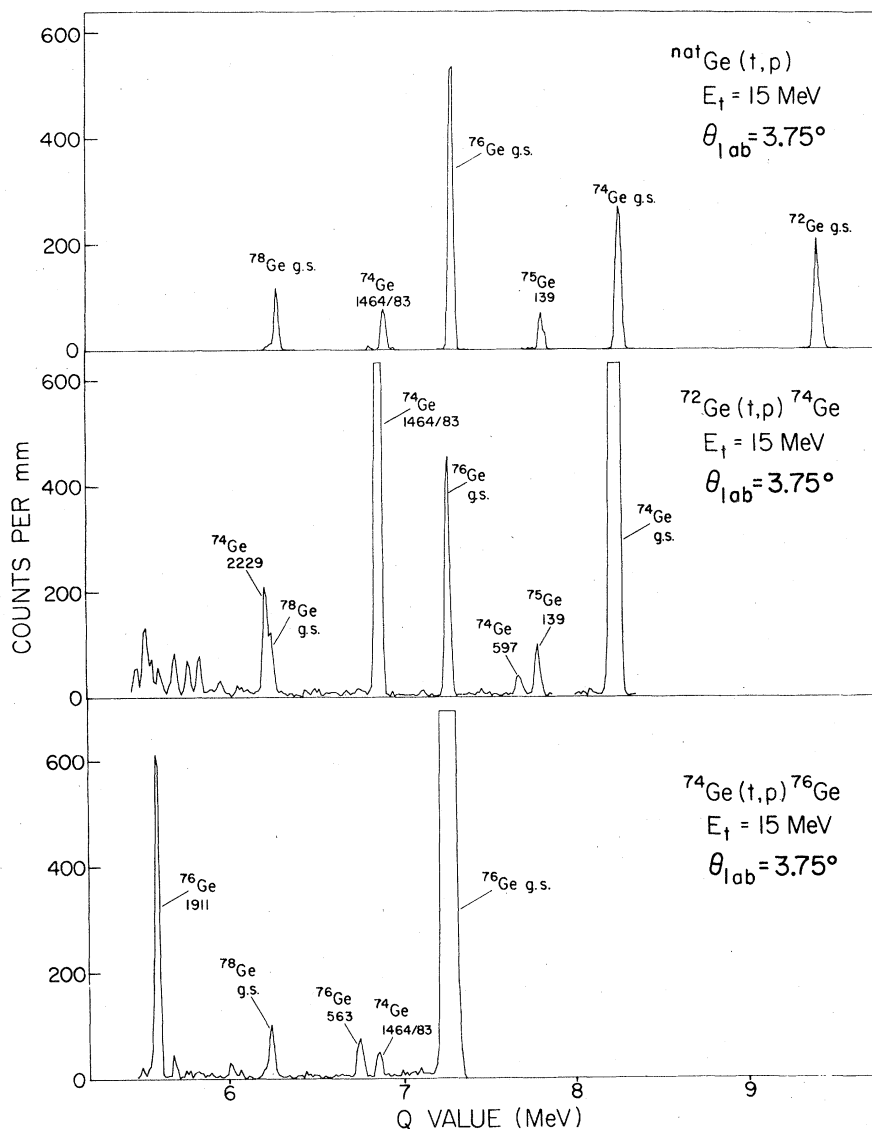 600
400
200
0
natGe (t,p)
Et = 15 MeV
θlab = 3.75°
76Ge g.s.
74Ge g.s.
72Ge g.s.
78Ge g.s.
74Ge
1464/83
75Ge
139
600
400
200
0
72Ge (t,p) 74Ge
Et = 15 MeV
θlab = 3.75°
74Ge
1464/83
76Ge
g.s.
74Ge
g.s.
74Ge
2229
78Ge
g.s.
74Ge
597
75Ge
139
COUNTS PER mm
600
400
200
0
74Ge (t,p) 76Ge
Et = 15 MeV
θlab = 3.75°
76Ge
1911
76Ge g.s.
78Ge
g.s.
76Ge
563
74Ge
1464/83
6
7
8
9
Q VALUE (MeV)